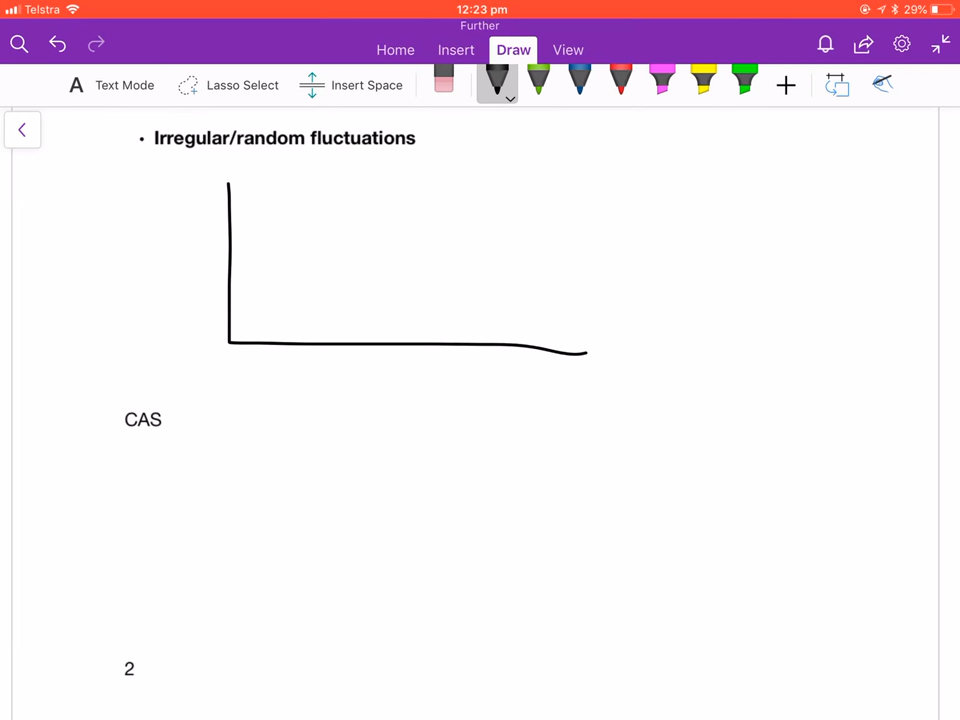 Telstra 12:23 pm 29%
Further
Home Insert Draw View
A Text Mode Lasso Select Insert Space
• Irregular/random fluctuations
CAS
2